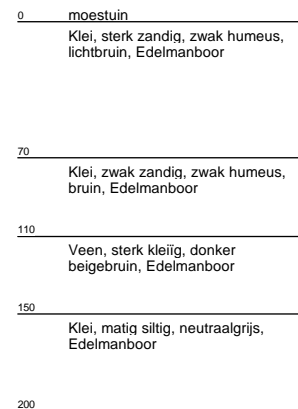 0 moestuin
Klei, sterk zandig, zwak humeus,
lichtbruin, Edelmanboor
70
Klei, zwak zandig, zwak humeus,
bruin, Edelmanboor
110
Veen, sterk kleiïg, donker
beigebruin, Edelmanboor
150
Klei, matig siltig, neutraalgrijs,
Edelmanboor
200